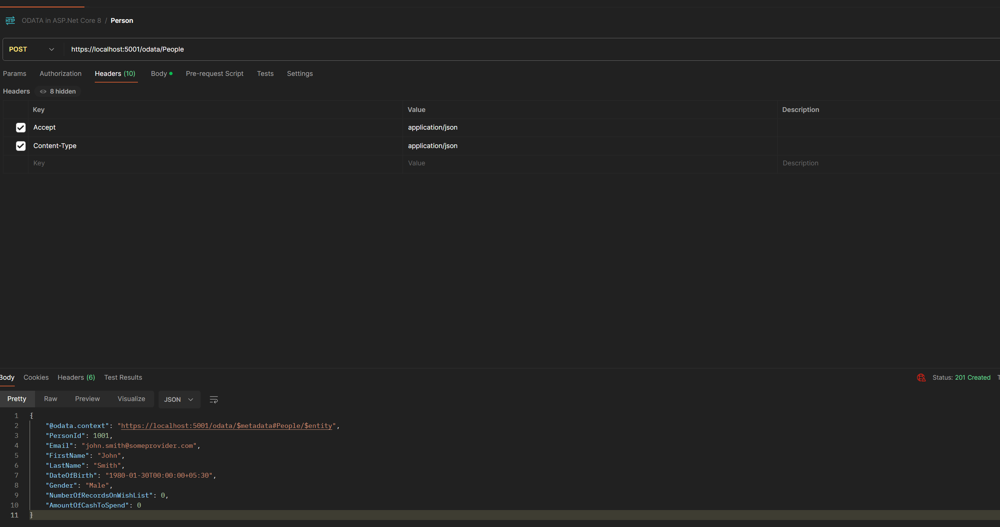 HTTP ODATA in ASP.Net Core 8 / Person
POST https://localhost:5001/odata/People
Params Authorization Headers (10) Body Pre-request Script Tests Settings
Headers 8 hidden
Key Value Description
Accept application/json
Content-Type application/json
Key Value Description
Body Cookies Headers (6) Test Results Status: 201 Created T
Pretty Raw Preview Visualize JSON
1 {
2 "@odata.context": "https://localhost:5001/odata/$metadata#People/$entity",
3 "PersonId": 1001,
4 "Email": "john.smith@someprovider.com",
5 "FirstName": "John",
6 "LastName": "Smith",
7 "DateOfBirth": "1980-01-30T00:00:00+05:30",
8 "Gender": "Male",
9 "NumberOfRecordsOnWishList": 0,
10 "AmountOfCashToSpend": 0
11 }